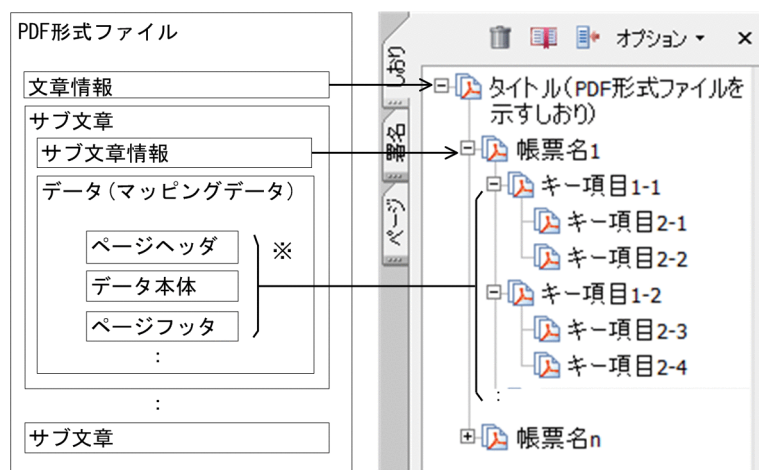 PDF形式ファイル
文章情報
サブ文章
サブ文章情報
データ(マッピングデータ)
ページヘッダ
※
データ本体
ページフッタ
:
:
サブ文章
オプション
×
しおり
署名
ページ
タイトル(PDF形式ファイルを
示すしおり)
帳票名1
キー項目1-1
キー項目2-1
キー項目2-2
キー項目1-2
キー項目2-3
キー項目2-4
:
帳票名n